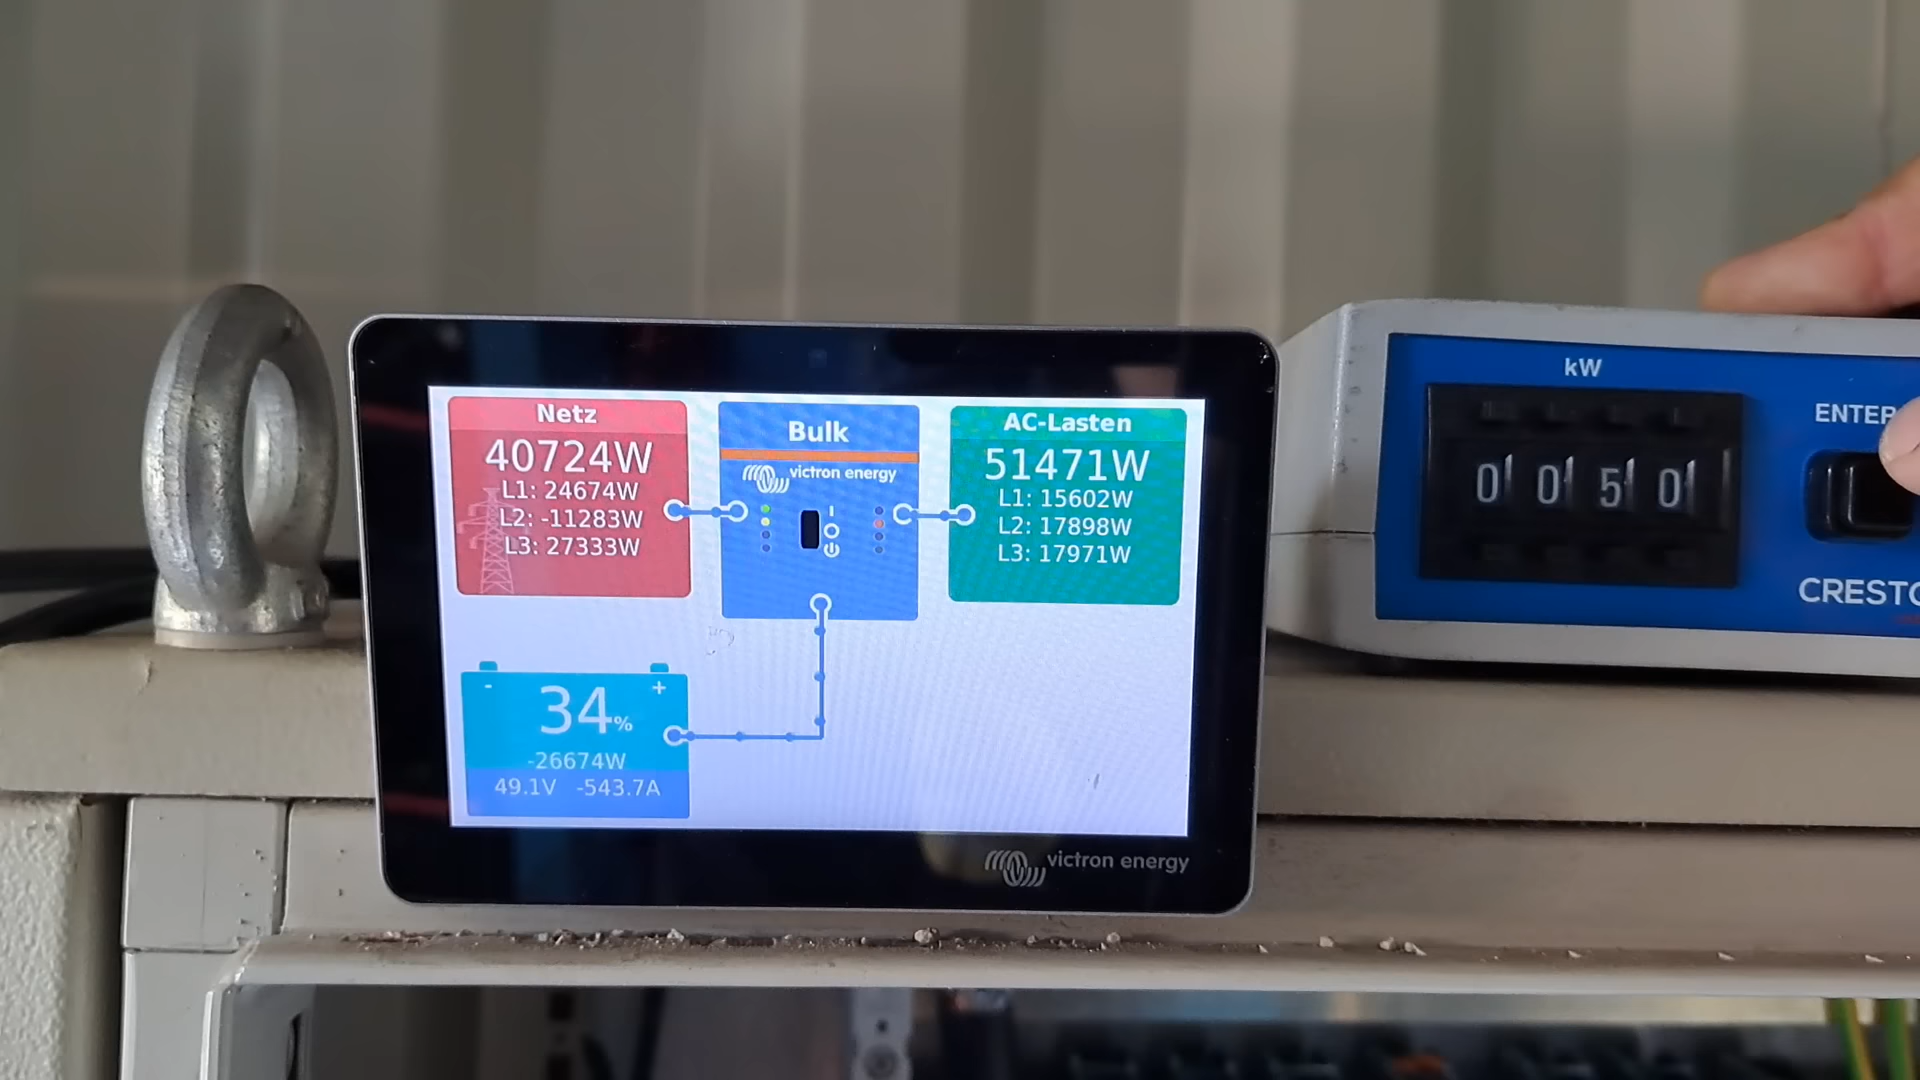 Netz
40724W
L1: 24674W
L2: -11283W
L3: 27333W
Bulk
victron energy
AC-Lasten
51471W
L1: 15602W
L2: 17898W
L3: 17971W
- +
34%
-26674W
49.1V -543.7A
victron energy
kW
0 0 5 0
ENTER
CRESTO